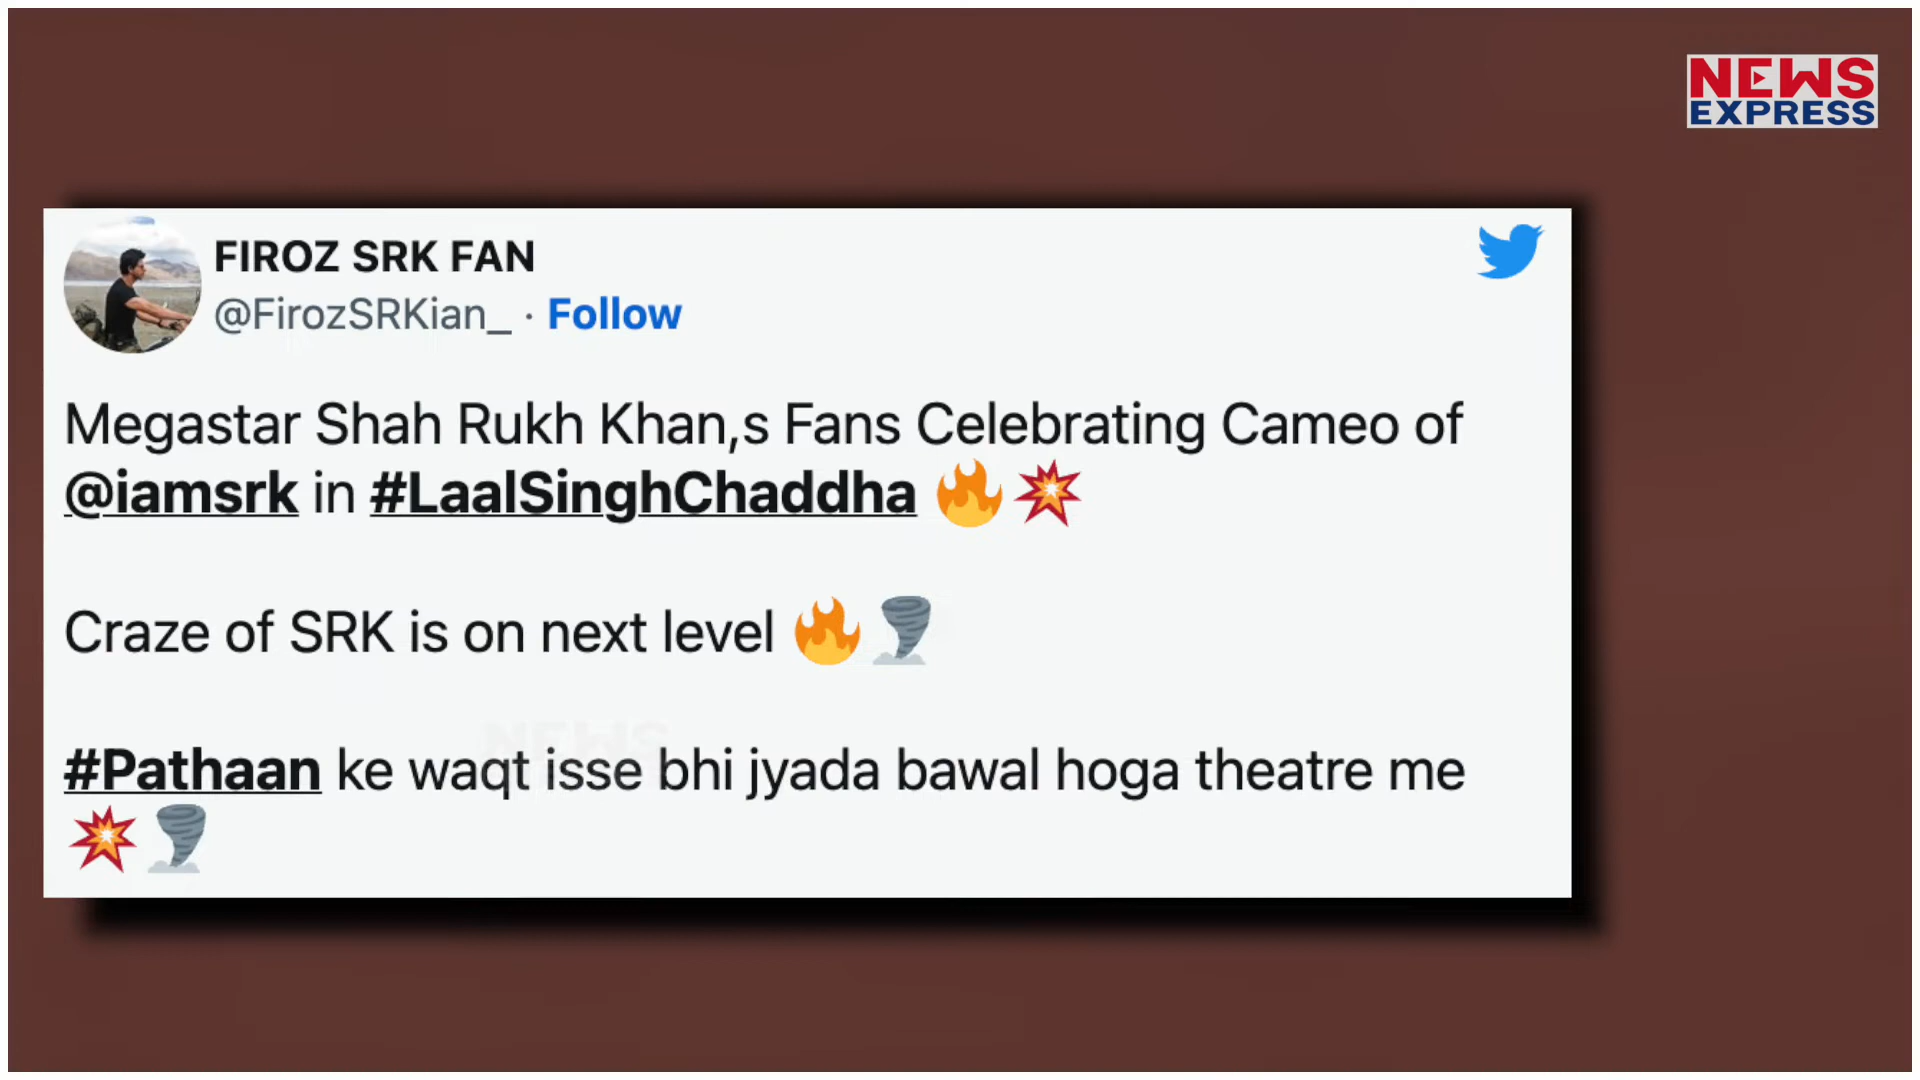 NEWS
EXPRESS
FIROZ SRK FAN
@FirozSRKian_ · Follow
Megastar Shah Rukh Khan,s Fans Celebrating Cameo of
@iamsrk in #LaalSinghChaddha 🔥💥
Craze of SRK is on next level 🔥🌪️
#Pathaan ke waqt isse bhi jyada bawal hoga theatre me
💥🌪️